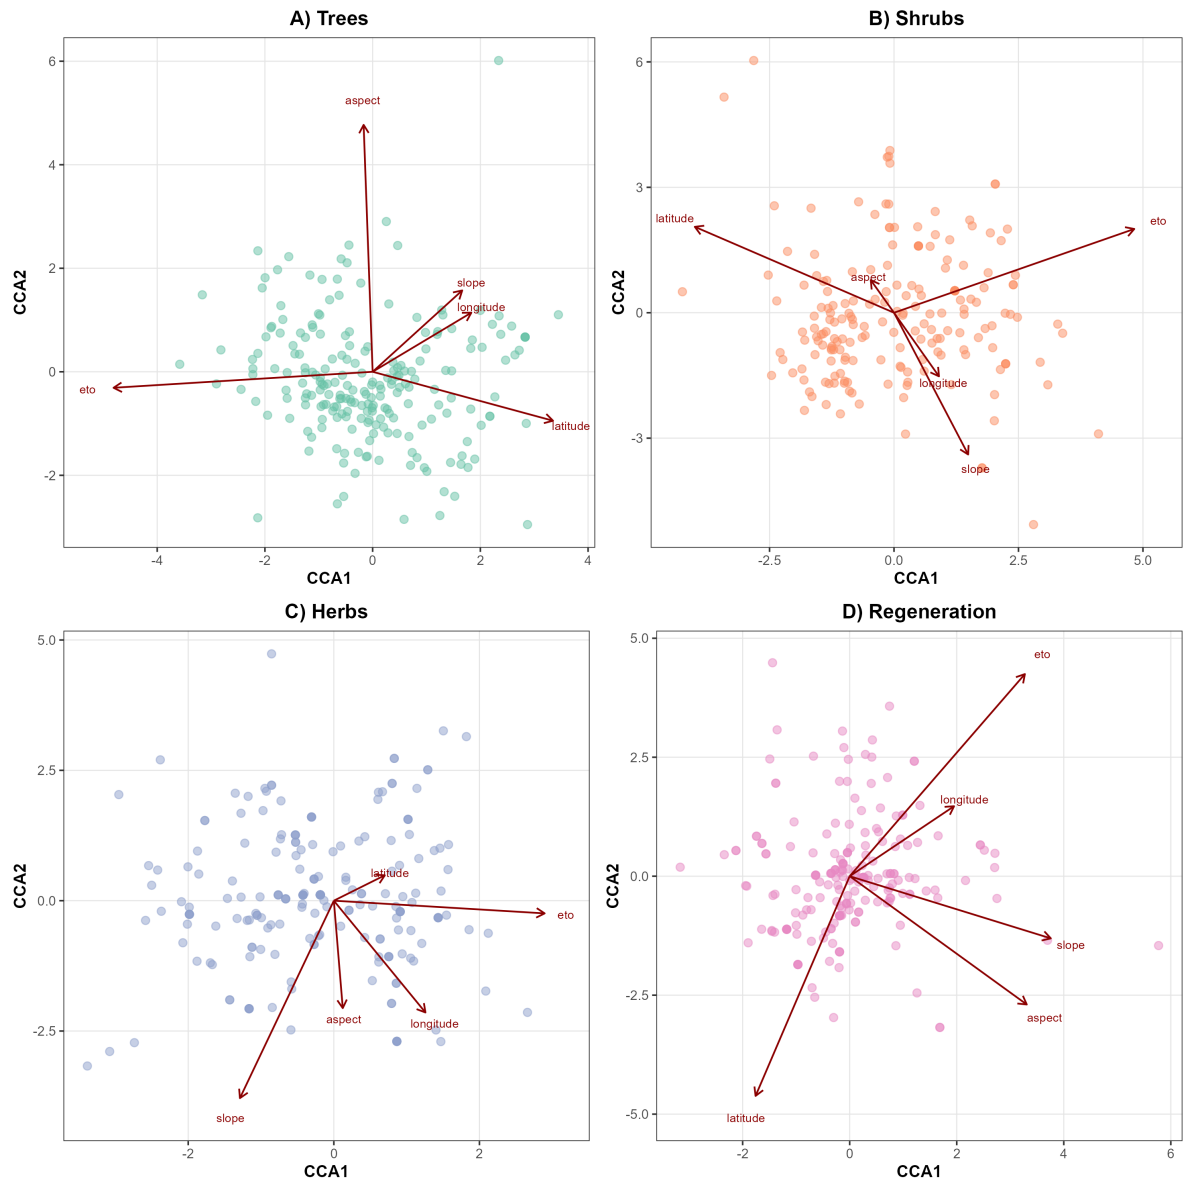 A) Trees
CCA2
6
4
2
0
-2
aspect
slope
longitude
eto
latitude
-4
-2
0
2
4
CCA1
B) Shrubs
CCA2
6
3
0
-3
latitude
eto
aspect
longitude
slope
-2.5
0.0
2.5
5.0
CCA1
C) Herbs
CCA2
5.0
2.5
0.0
-2.5
latitude
eto
aspect
longitude
slope
-2
0
2
CCA1
D) Regeneration
CCA2
5.0
2.5
0.0
-2.5
-5.0
eto
longitude
slope
aspect
latitude
-2
0
2
4
6
CCA1